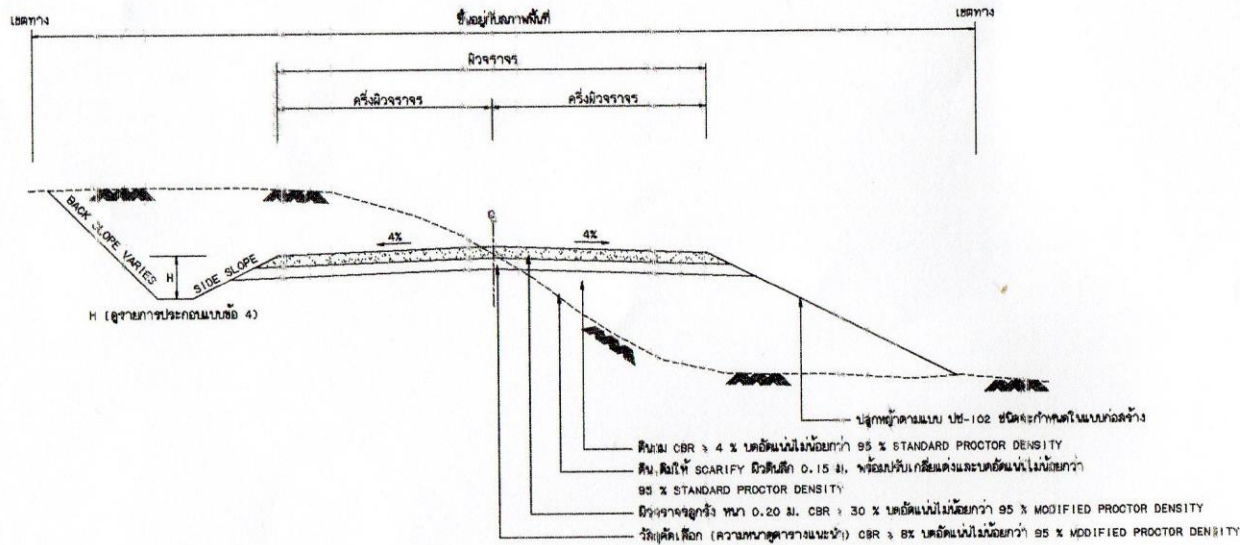 เขตทาง
ขึ้นอยู่กับสภาพพื้นที่
เขตทาง
ผิวจราจร
ครึ่งผิวจราจร
ครึ่งผิวจราจร
4%
4%
BACK SLOPE VARIES
H
SIDE SLOPE
H (ดูรายการประกอบแบบข้อ 4)
ปลูกหญ้าตามแบบ ปช-102 ชนิดจะกำหนดในแบบก่อสร้าง
ดินถม CBR ≥ 4 % บดอัดแน่นไม่น้อยกว่า 95 % STANDARD PROCTOR DENSITY
ดินเดิมให้ SCARIFY ผิวดินลึก 0.15 ม. พร้อมปรับเกลี่ยแต่งและบดอัดแน่นไม่น้อยกว่า
95 % STANDARD PROCTOR DENSITY
ผิวจราจรลูกรัง หนา 0.20 ม. CBR ≥ 30 % บดอัดแน่นไม่น้อยกว่า 95 % MODIFIED PROCTOR DENSITY
วัสดุคัดเลือก (ความหนาดูตารางแนะนำ) CBR ≥ 8% บดอัดแน่นไม่น้อยกว่า 95 % MODIFIED PROCTOR DENSITY